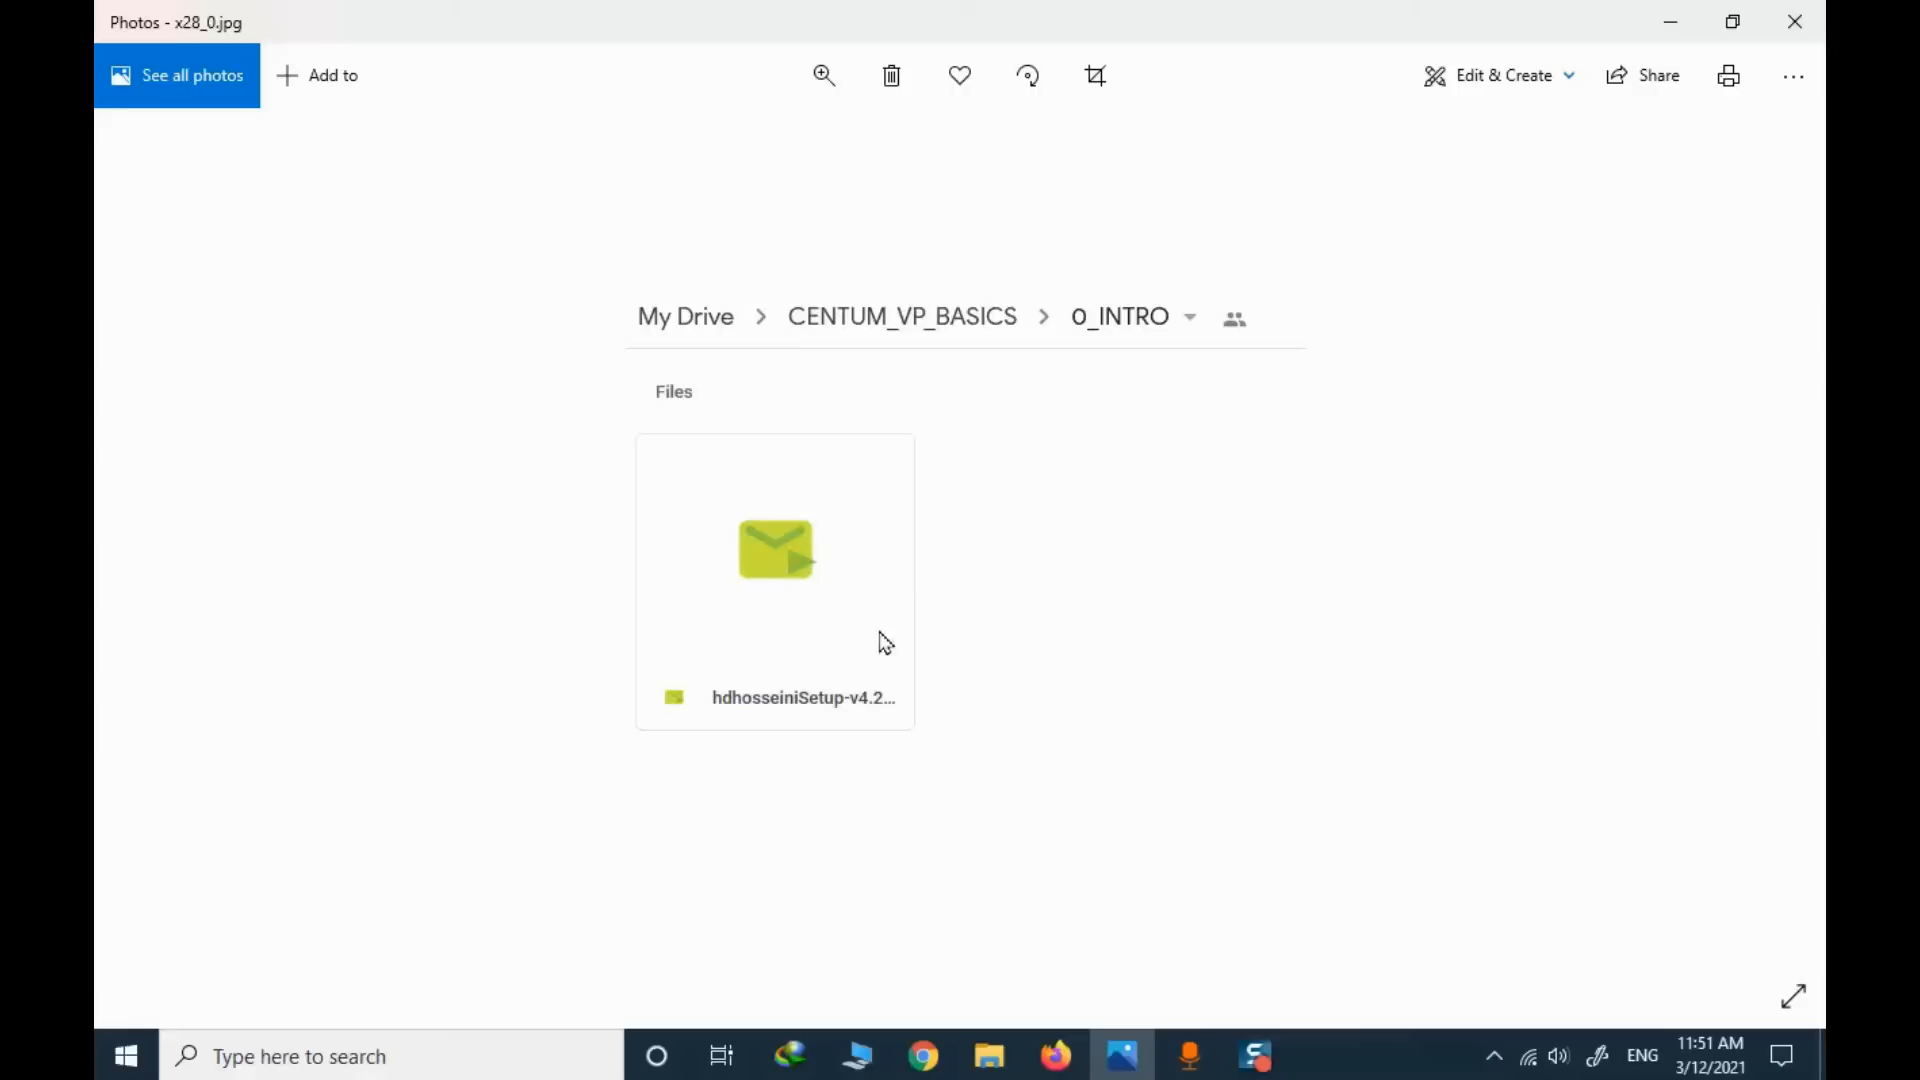 Photos - x28_0.jpg
See all photos
Add to
Edit & Create
Share
My Drive > CENTUM_VP_BASICS > 0_INTRO
Files
hdhosseiniSetup-v4.2...
Type here to search
ENG
11:51 AM
3/12/2021